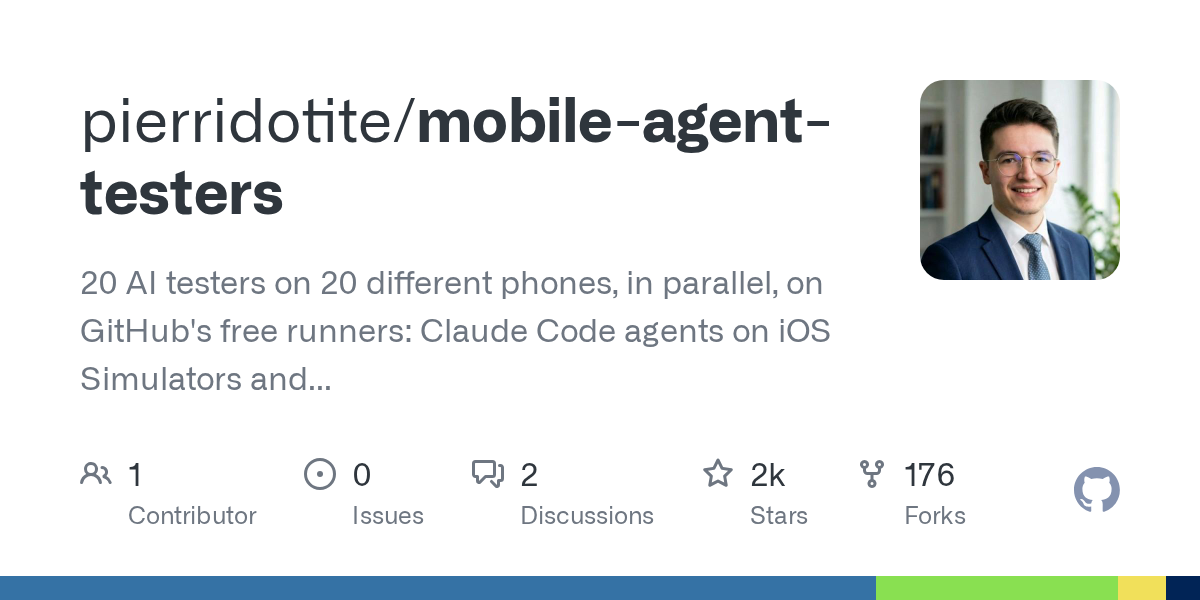 pierridotite/mobile-agent-
testers
20 AI testers on 20 different phones, in parallel, on
GitHub's free runners: Claude Code agents on iOS
Simulators and...
1
Contributor
0
Issues
2
Discussions
2k
Stars
176
Forks